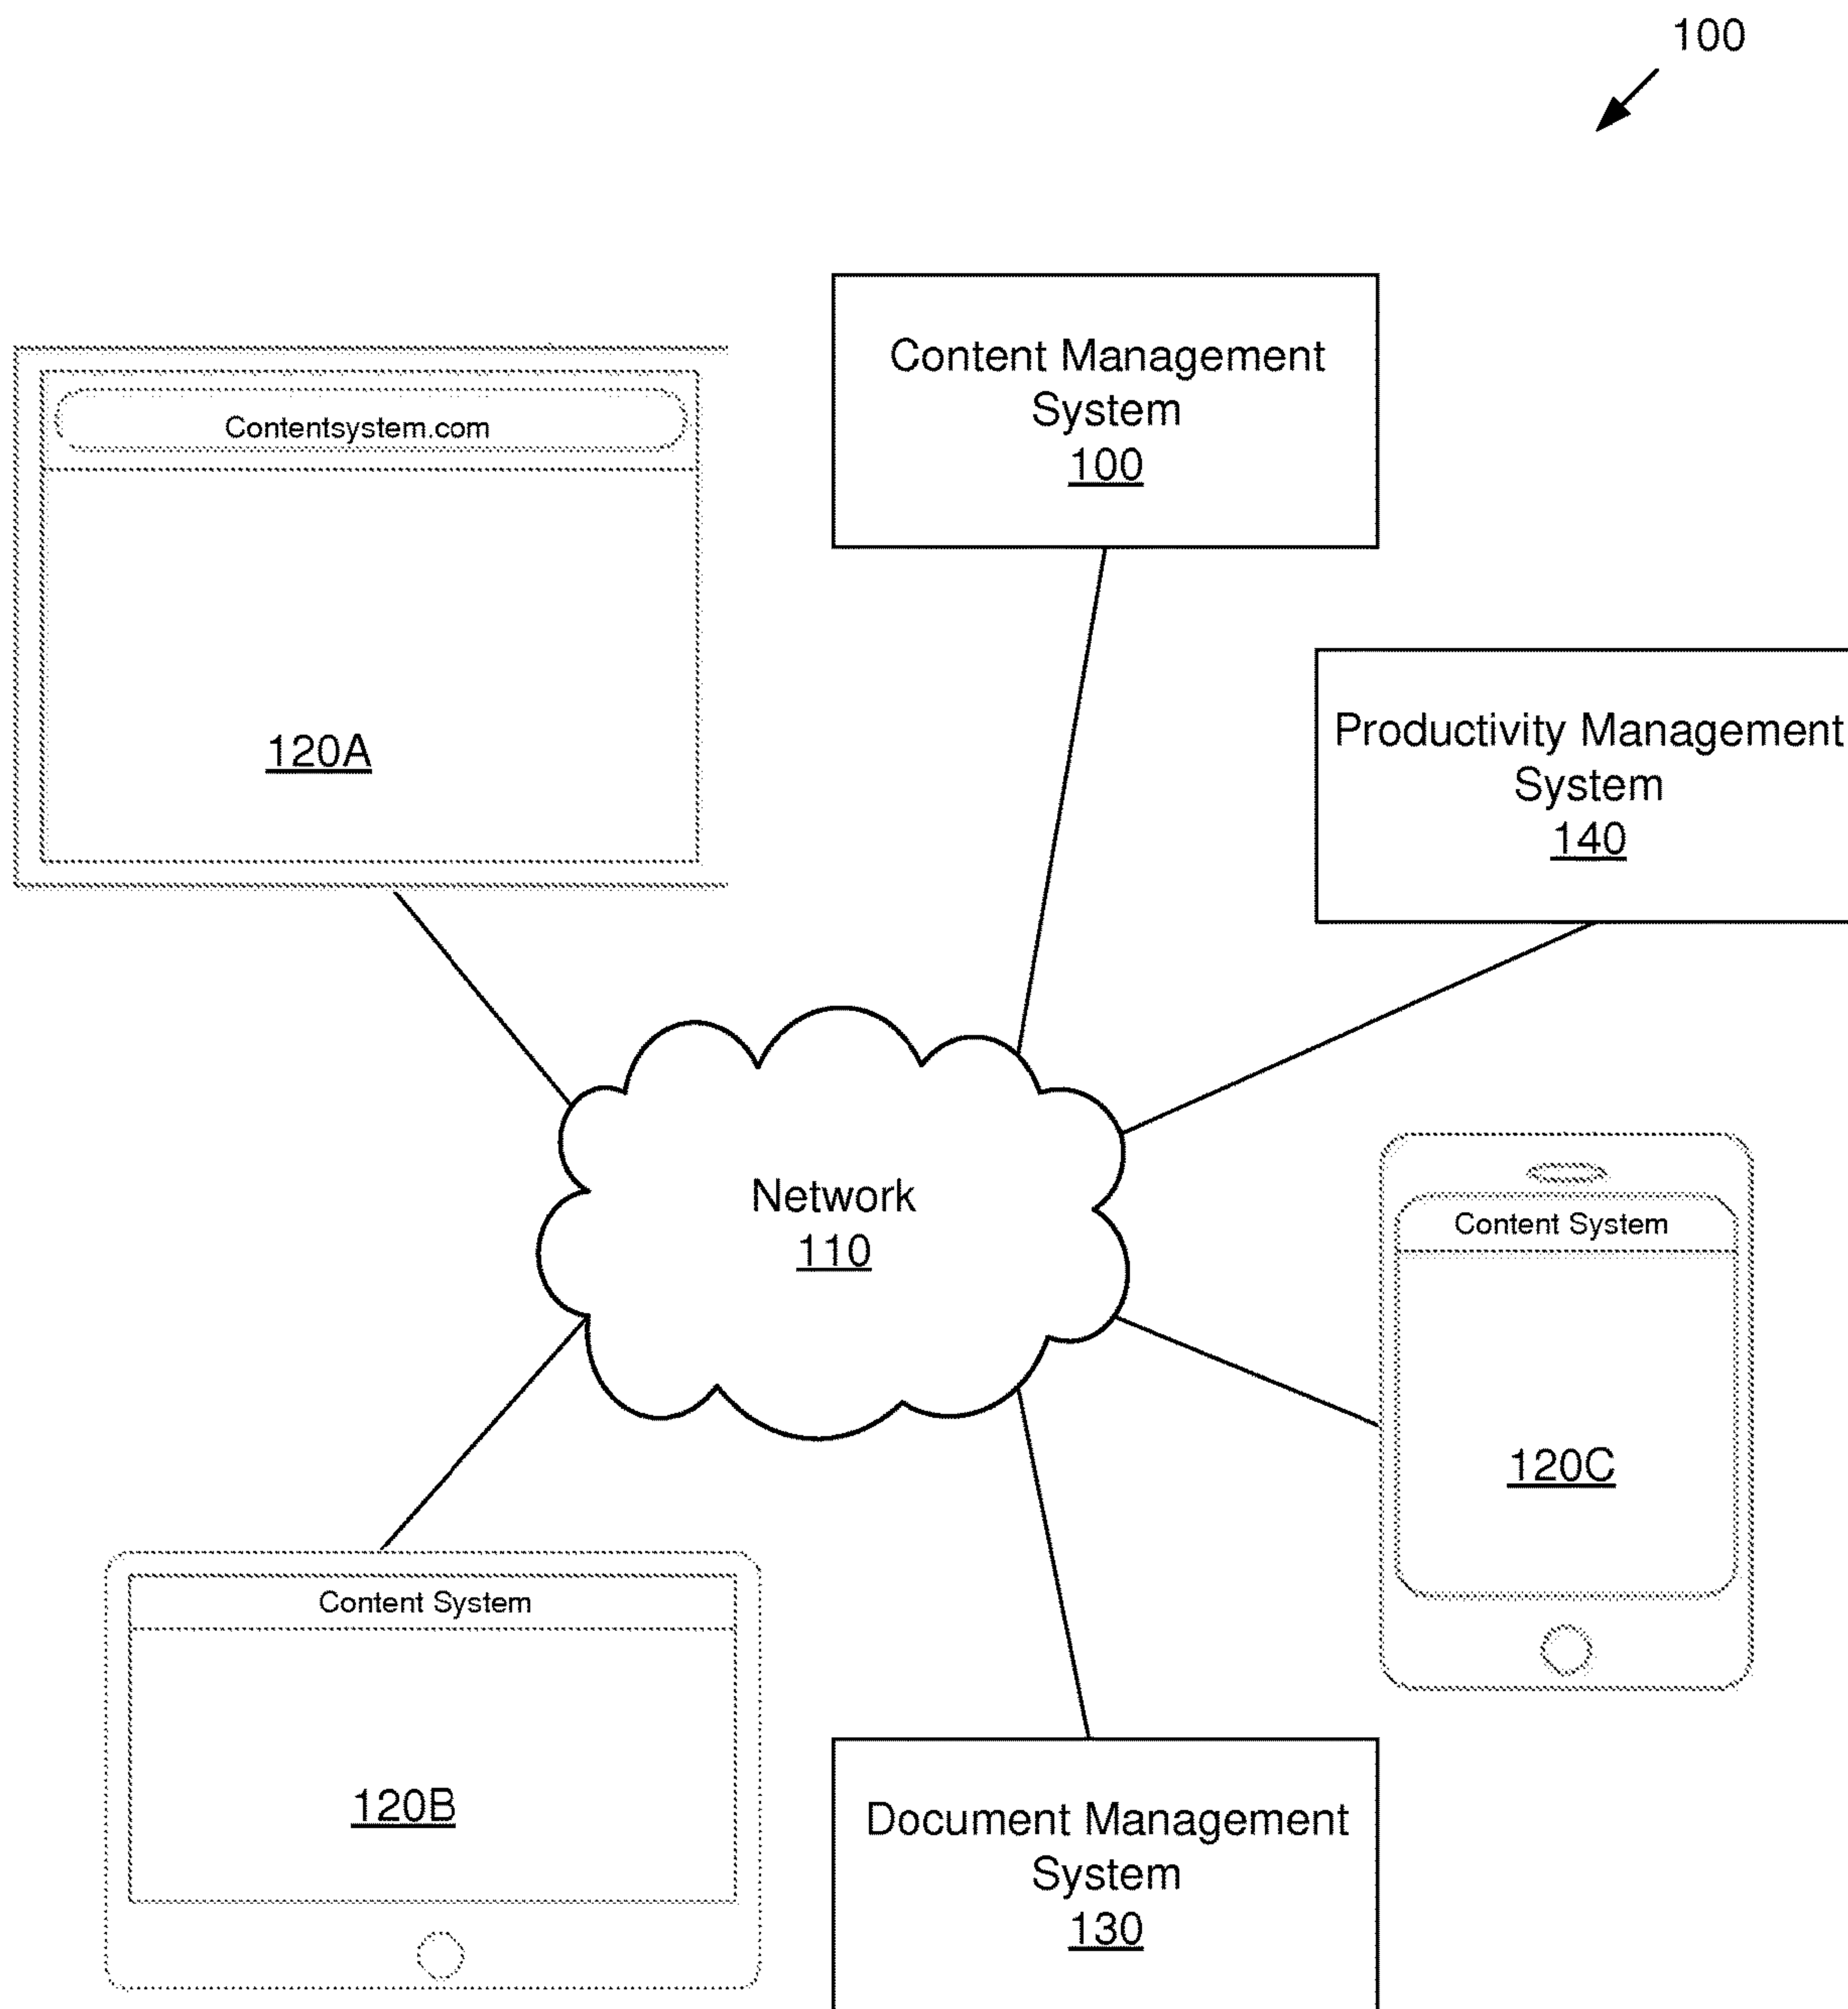 100
Content Management
System
100
Contentsystem.com
120A
Productivity Management
System
140
Network
110
Content System
120C
Content System
120B
Document Management
System
130